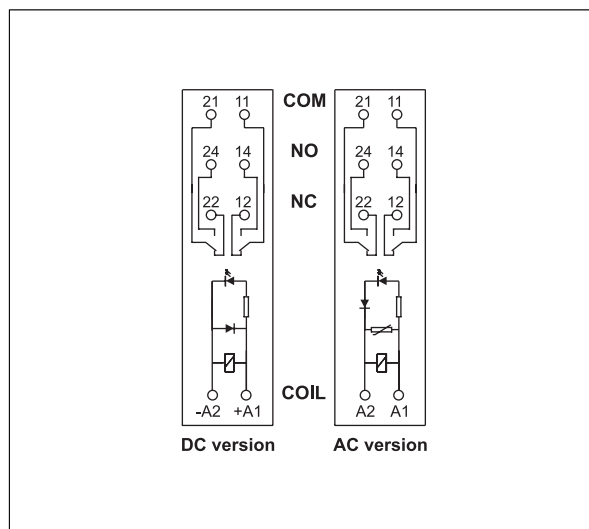 21 11 COM 21 11
24 14 NO 24 14
22 12 NC 22 12
COIL
-A2 +A1 A2 A1
DC version AC version